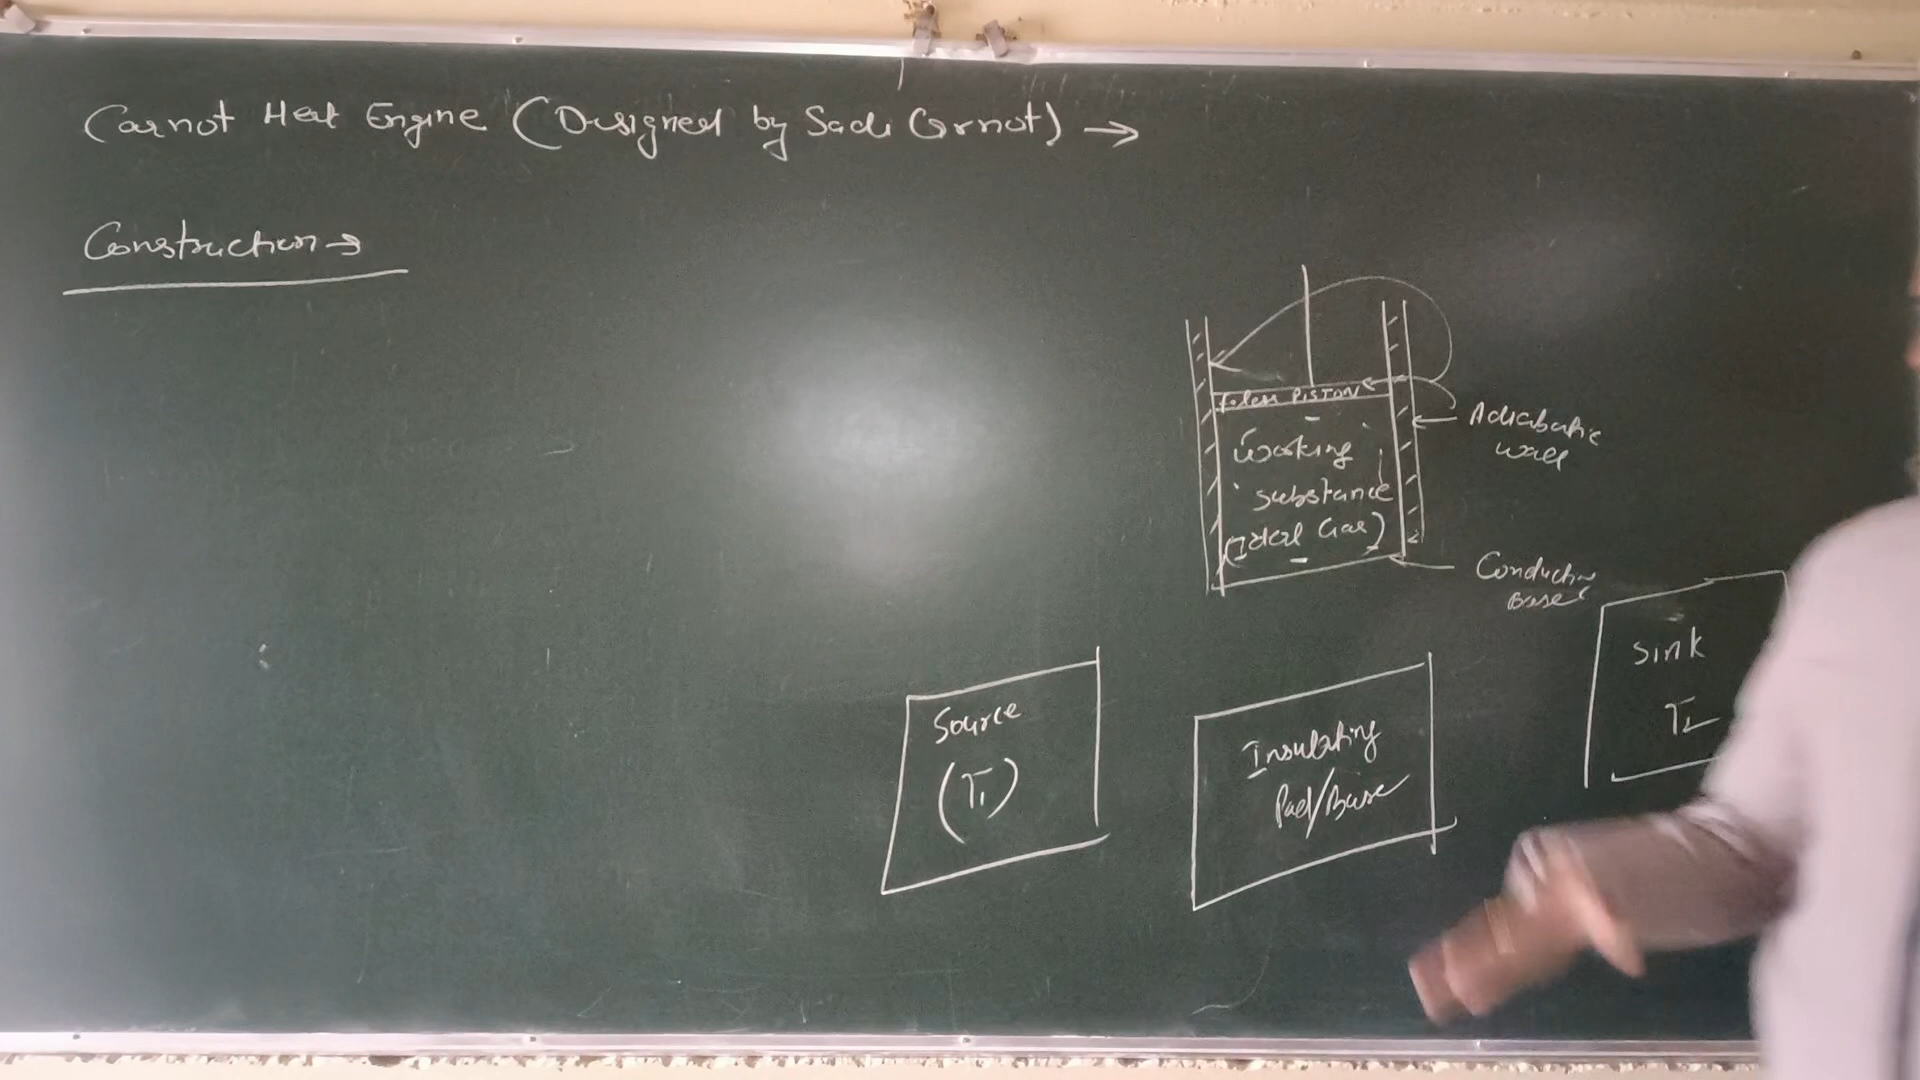 Carnot Heat Engine (Designed by Sadi Carnot) →
Construction →
PISTON
Working
substance
(Ideal Gas)
Adiabatic
wall
Conducting
Base
Source
(T₁)
Insulating
Pad/Base
Sink
T₂